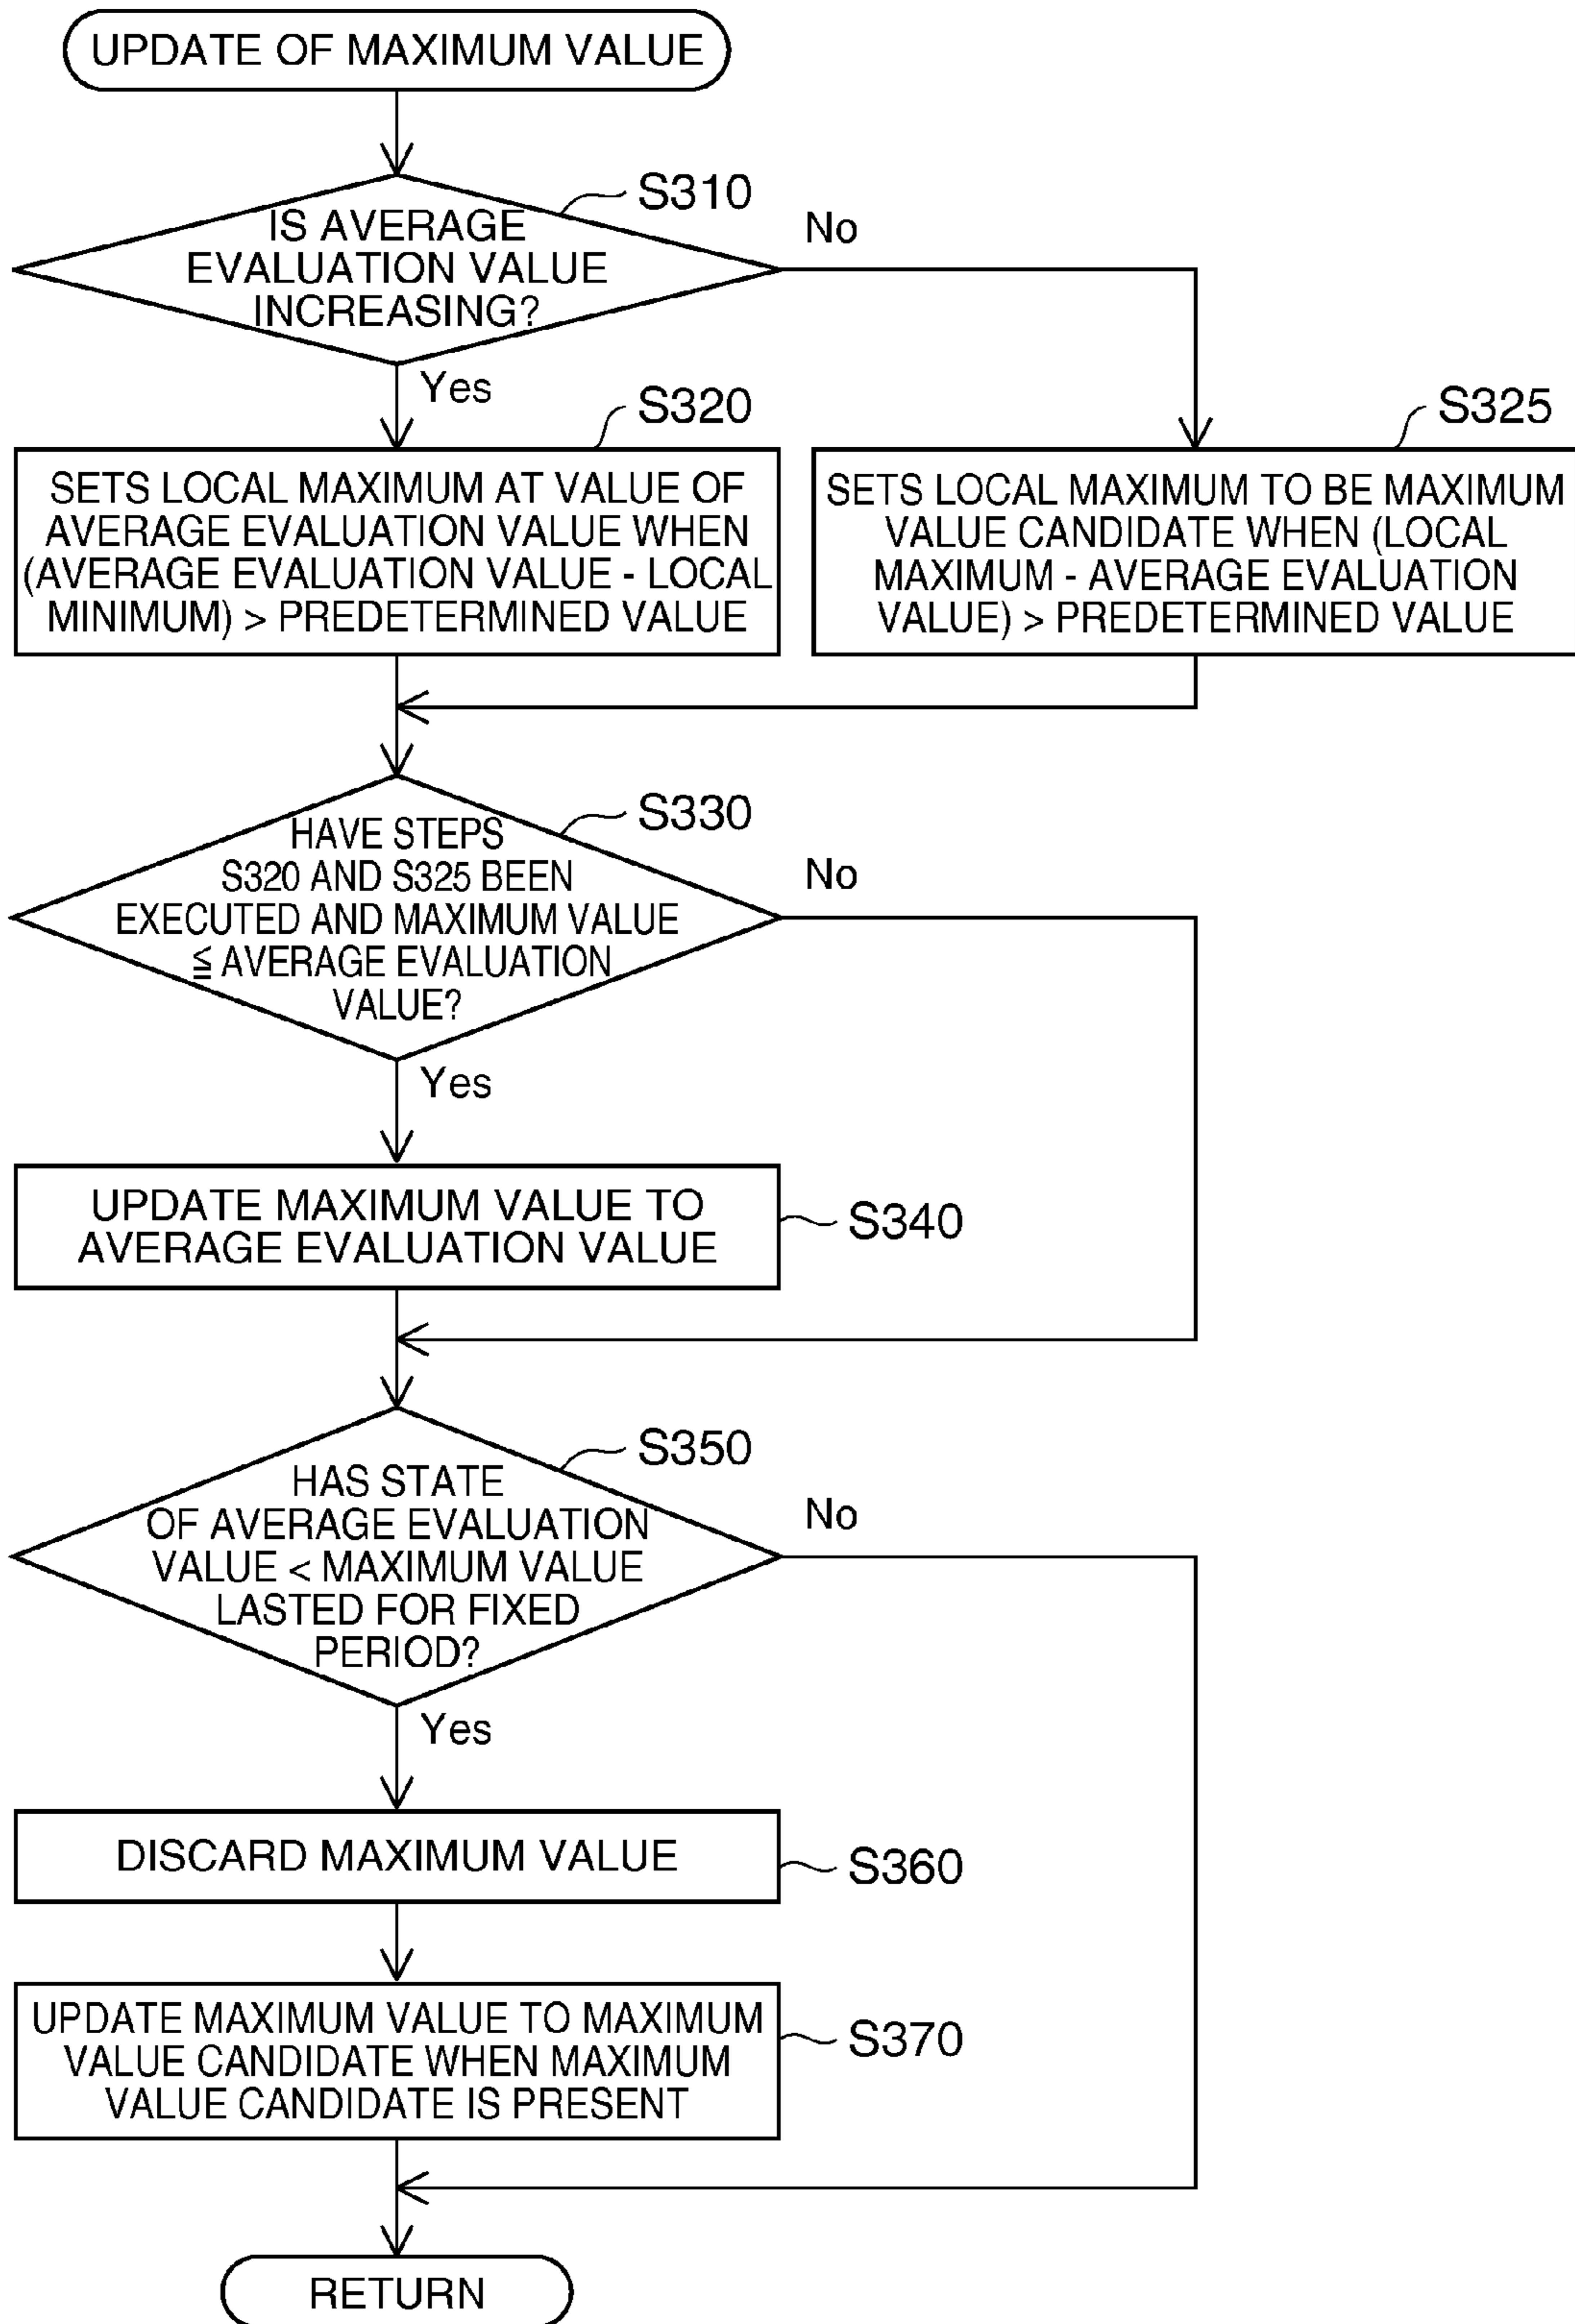 UPDATE OF MAXIMUM VALUE
S310
IS AVERAGE
EVALUATION VALUE
INCREASING?
No
Yes
S320
SETS LOCAL MAXIMUM AT VALUE OF
AVERAGE EVALUATION VALUE WHEN
(AVERAGE EVALUATION VALUE - LOCAL
MINIMUM) > PREDETERMINED VALUE
S325
SETS LOCAL MAXIMUM TO BE MAXIMUM
VALUE CANDIDATE WHEN (LOCAL
MAXIMUM - AVERAGE EVALUATION
VALUE) > PREDETERMINED VALUE
S330
HAVE STEPS
S320 AND S325 BEEN
EXECUTED AND MAXIMUM VALUE
≦ AVERAGE EVALUATION
VALUE?
No
Yes
UPDATE MAXIMUM VALUE TO
AVERAGE EVALUATION VALUE
S340
S350
HAS STATE
OF AVERAGE EVALUATION
VALUE < MAXIMUM VALUE
LASTED FOR FIXED
PERIOD?
No
Yes
DISCARD MAXIMUM VALUE
S360
UPDATE MAXIMUM VALUE TO MAXIMUM
VALUE CANDIDATE WHEN MAXIMUM
VALUE CANDIDATE IS PRESENT
S370
RETURN